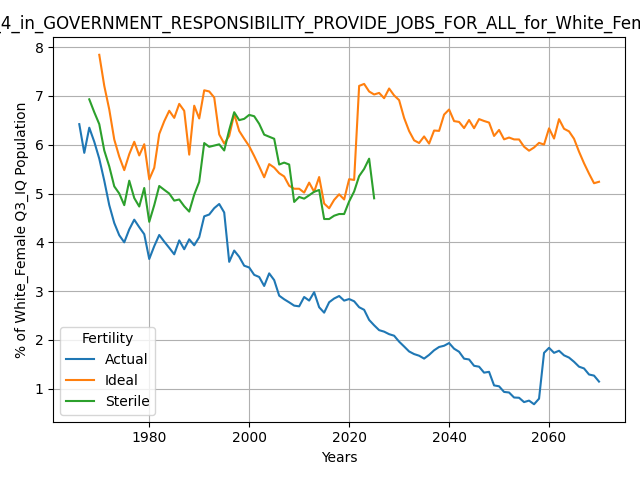 _4_in_GOVERNMENT_RESPONSIBILITY_PROVIDE_JOBS_FOR_ALL_for_White_Fem
% of White_Female Q3_IQ Population
8
7
6
5
4
3
2
1
Fertility
Actual
Ideal
Sterile
1980
2000
2020
2040
2060
Years